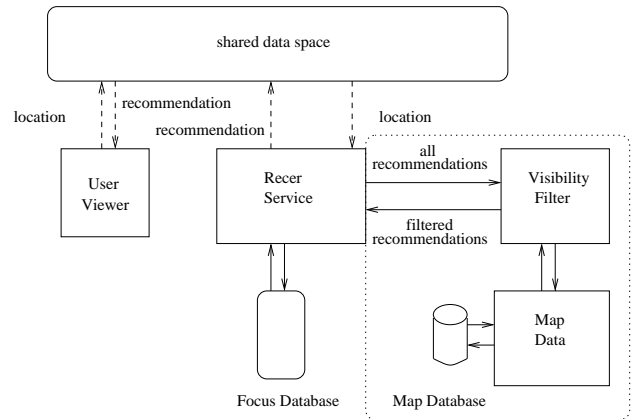 shared data space
location
recommendation
recommendation
location
User
Viewer
Recer
Service
all
recommendations
filtered
recommendations
Visibility
Filter
Map
Data
Focus Database
Map Database